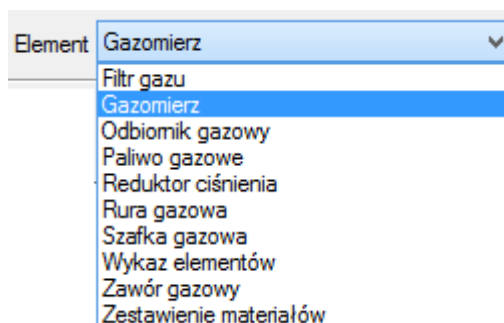 Element Gazomierz
Filtr gazu
Gazomierz
Odbiornik gazowy
Paliwo gazowe
Reduktor ciśnienia
Rura gazowa
Szafka gazowa
Wykaz elementów
Zawór gazowy
Zestawienie materiałów